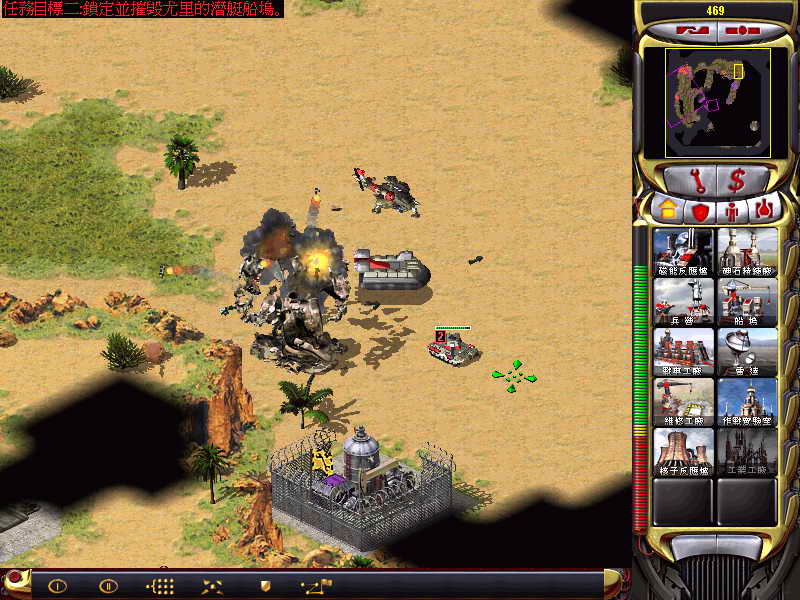 任務目標二:鎖定並摧毀尤里的潛艇船塢。
469
磁能反應爐
礦石精鍊廠
兵營
船塢
戰車工廠
雷達
維修工廠
作戰實驗室
核子反應爐
工業工廠
2